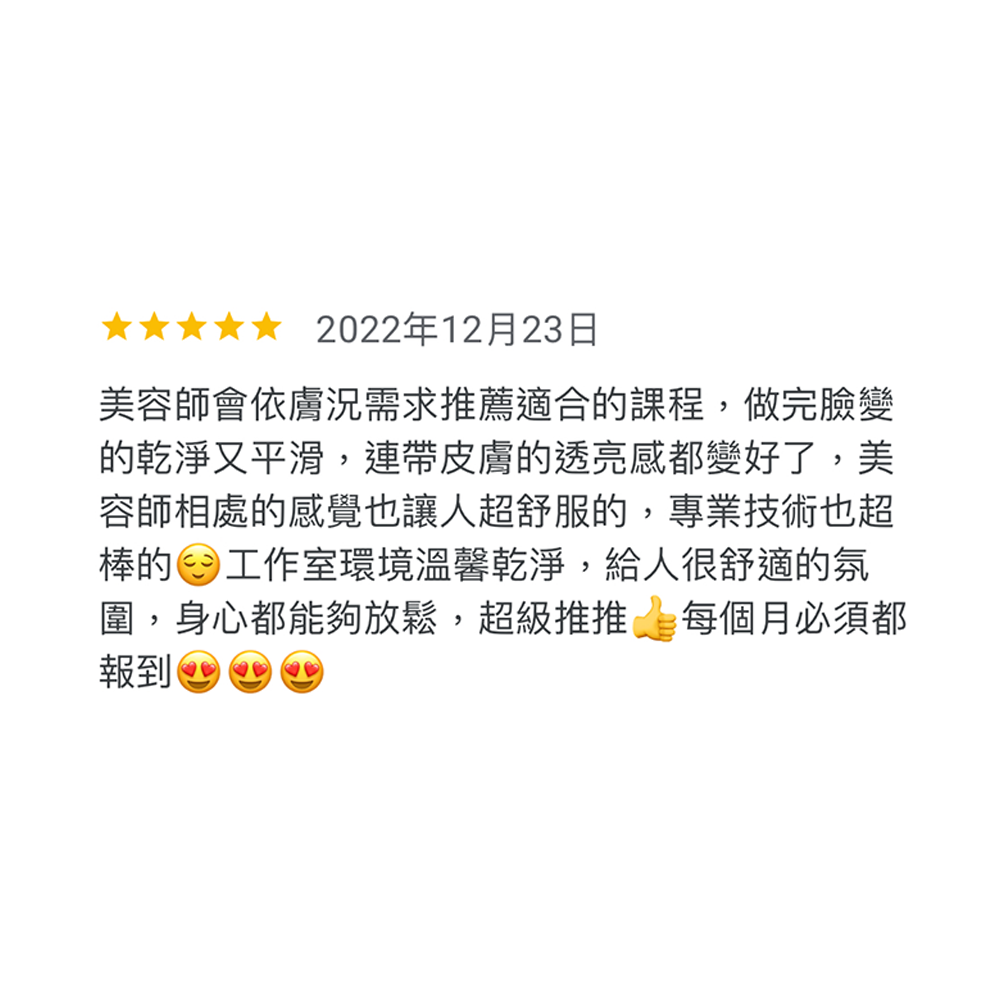 ★★★★★ 2022年12月23日
美容師會依膚況需求推薦適合的課程，做完臉變
的乾淨又平滑，連帶皮膚的透亮感都變好了，美
容師相處的感覺也讓人超舒服的，專業技術也超
棒的😌工作室環境溫馨乾淨，給人很舒適的氛
圍，身心都能夠放鬆，超級推推👍每個月必須都
報到😍😍😍